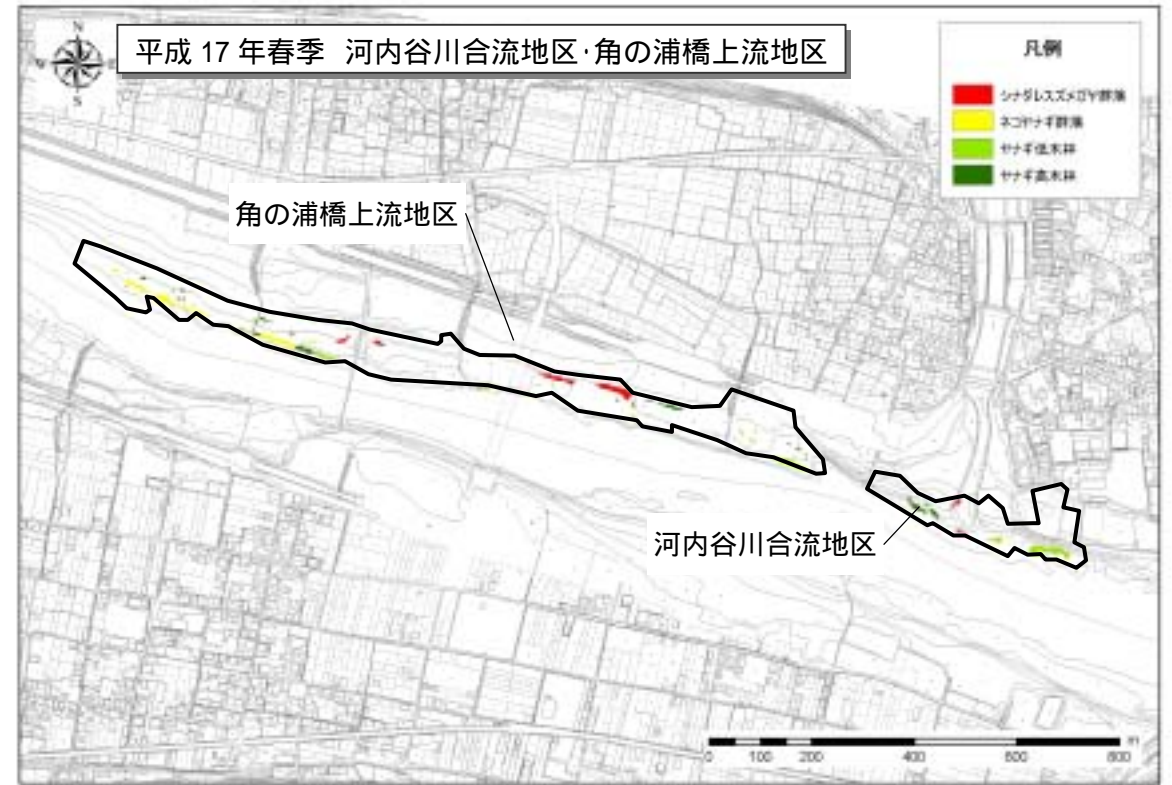 平成 17 年春季 河内谷川合流地区·角の浦橋上流地区
N
S
凡例
シナダレスズメガヤ群落
ネコヤナギ群落
ヤナギ低木林
ヤナギ高木林
角の浦橋上流地区
河内谷川合流地区
m
0 100 200 400 600 800